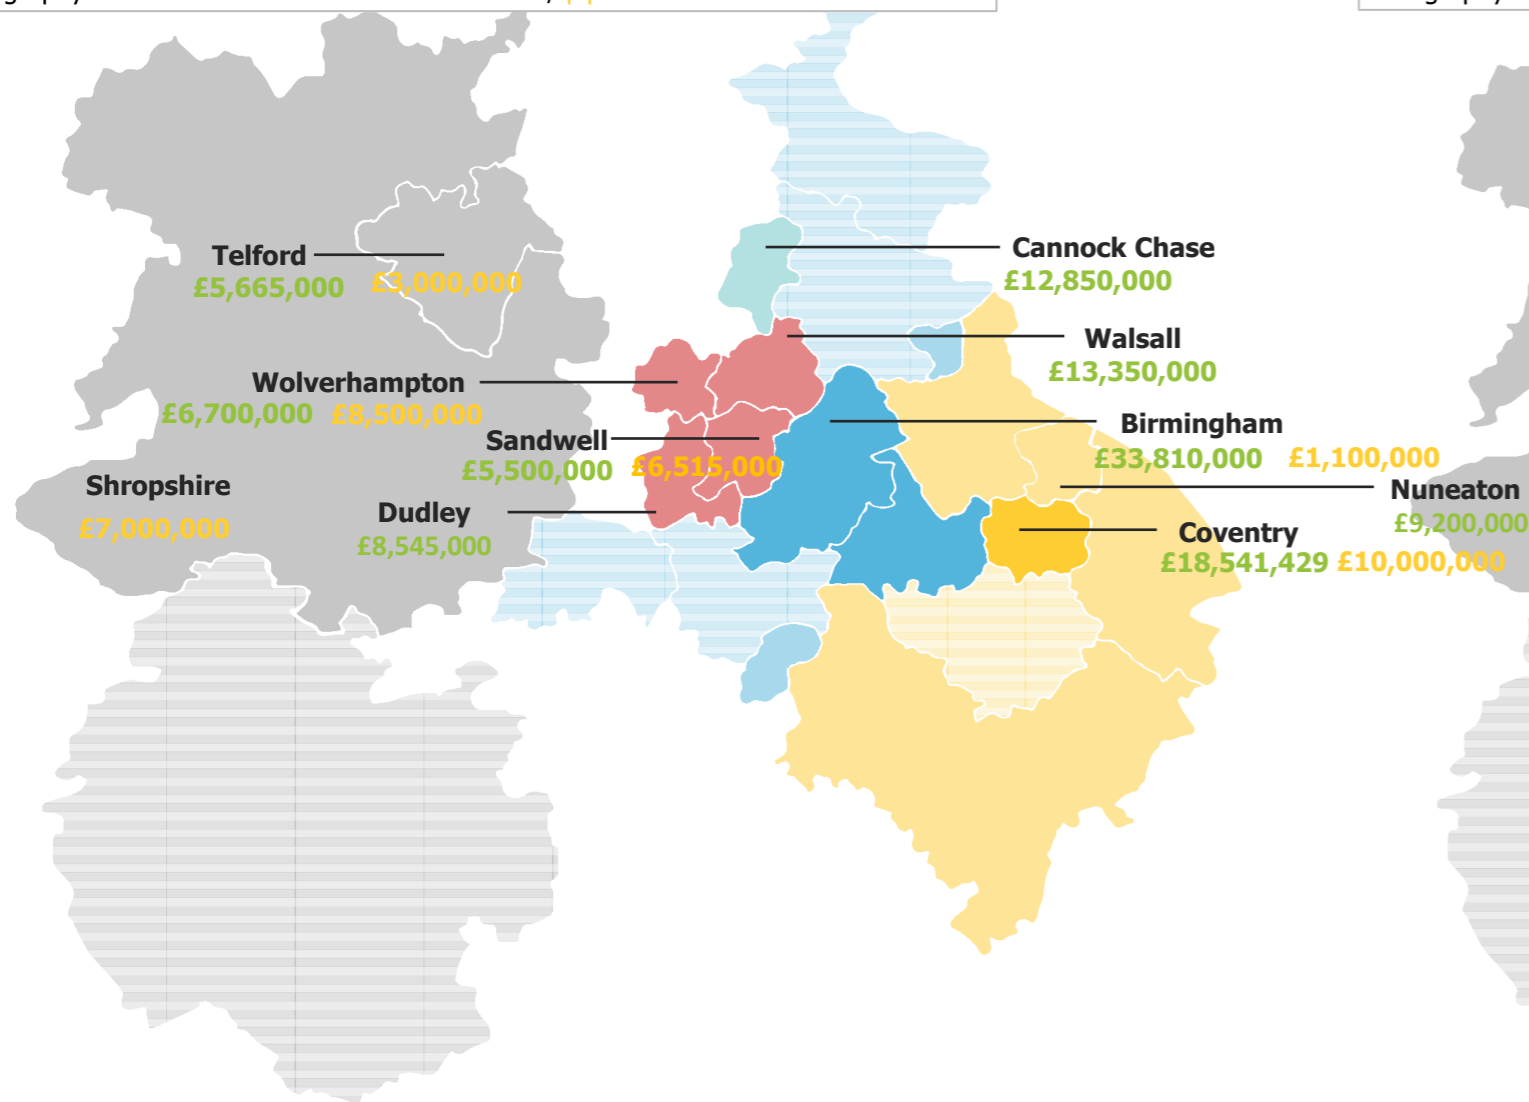 Telford
£5,665,000 £3,000,000
Cannock Chase
£12,850,000
Walsall
£13,350,000
Wolverhampton
£6,700,000 £8,500,000
Birmingham
£33,810,000 £1,100,000
Sandwell
£5,500,000 £6,515,000
Shropshire
£7,000,000
Nuneaton
£9,200,000
Dudley
£8,545,000
Coventry
£18,541,429 £10,000,000